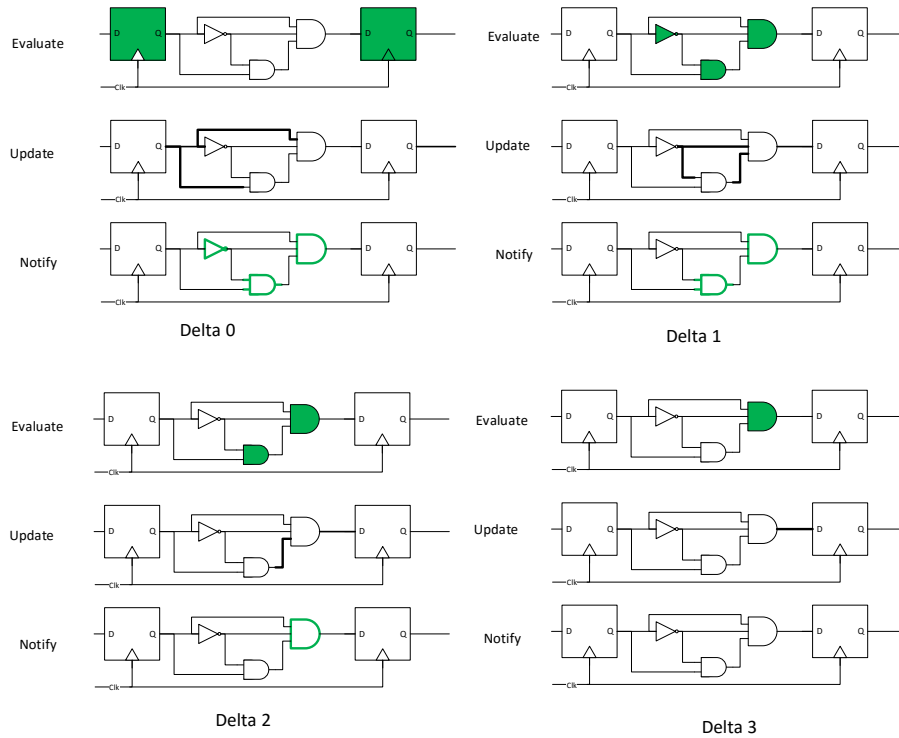 Evaluate
D Q D Q
Clk
Update
D Q D Q
Clk
Notify
D Q D Q
Clk
Delta 0
Evaluate
D Q D Q
Clk
Update
D Q D Q
Clk
Notify
D Q D Q
Clk
Delta 1
Evaluate
D Q D Q
Clk
Update
D Q D Q
Clk
Notify
D Q D Q
Clk
Delta 2
Evaluate
D Q D Q
Clk
Update
D Q D Q
Clk
Notify
D Q D Q
Clk
Delta 3